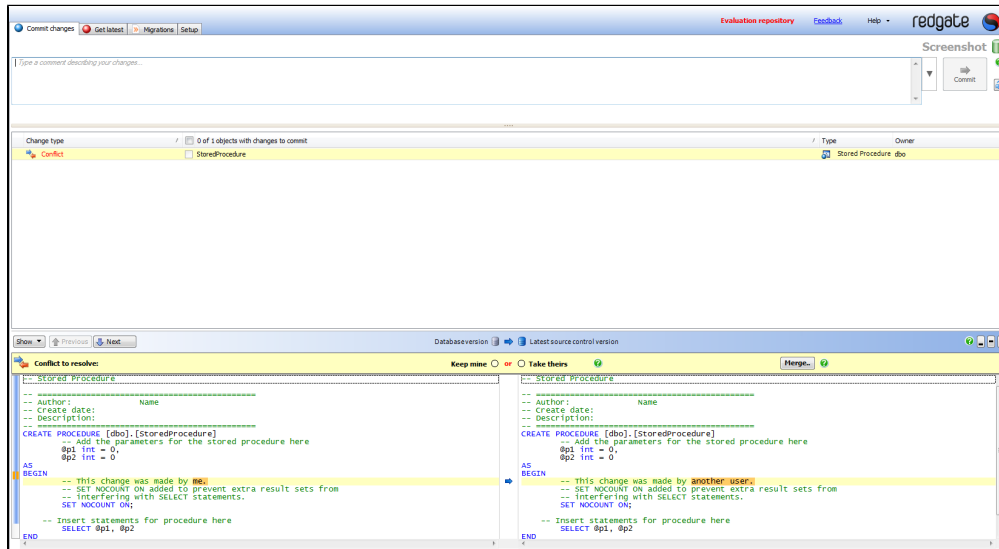 Commit changes Get latest Migrations Setup
Evaluation repository Feedback Help redgate
Screenshot
Type a comment describing your changes...
Commit
Change type / 0 of 1 objects with changes to commit / Type Owner
Conflict StoredProcedure Stored Procedure dbo
Show Previous Next Database version Latest source control version
Conflict to resolve: Keep mine or Take theirs Merge..
-- Stored Procedure
-- =============================================
-- Author: Name
-- Create date:
-- Description:
-- =============================================
CREATE PROCEDURE [dbo].[StoredProcedure]
-- Add the parameters for the stored procedure here
@p1 int = 0,
@p2 int = 0
AS
BEGIN
-- This change was made by me.
-- SET NOCOUNT ON added to prevent extra result sets from
-- interfering with SELECT statements.
SET NOCOUNT ON;
-- Insert statements for procedure here
SELECT @p1, @p2
END
-- Stored Procedure
-- =============================================
-- Author: Name
-- Create date:
-- Description:
-- =============================================
CREATE PROCEDURE [dbo].[StoredProcedure]
-- Add the parameters for the stored procedure here
@p1 int = 0,
@p2 int = 0
AS
BEGIN
-- This change was made by another user.
-- SET NOCOUNT ON added to prevent extra result sets from
-- interfering with SELECT statements.
SET NOCOUNT ON;
-- Insert statements for procedure here
SELECT @p1, @p2
END